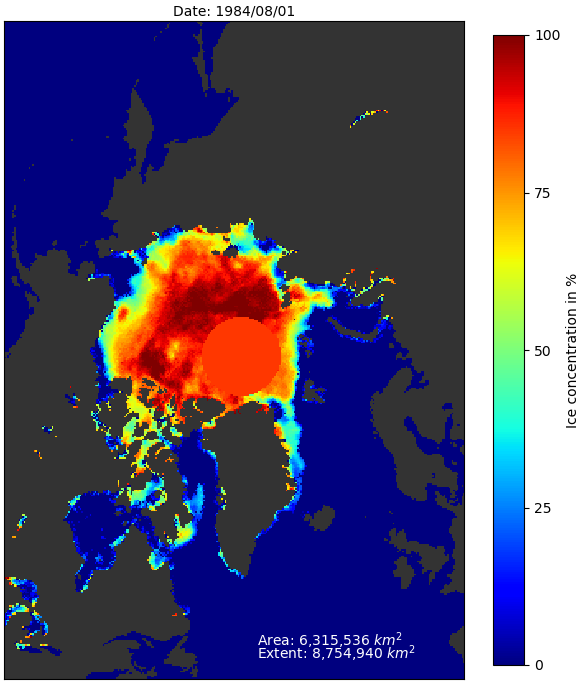 Date: 1984/08/01
100
75
50
25
0
Ice concentration in %
Area: 6,315,536 km²
Extent: 8,754,940 km²